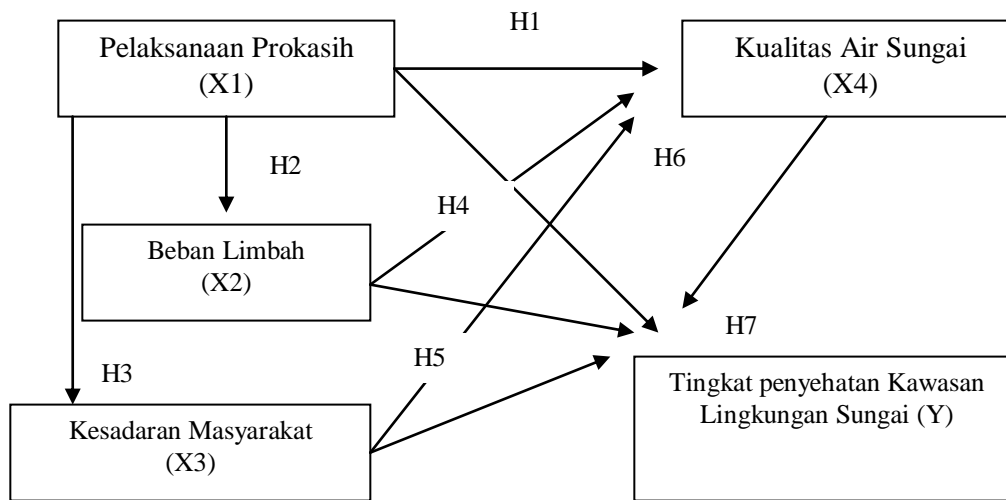 H1
Pelaksanaan Prokasih
(X1)
Kualitas Air Sungai
(X4)
H2
H6
H4
Beban Limbah
(X2)
H7
H5
H3
Tingkat penyehatan Kawasan
Lingkungan Sungai (Y)
Kesadaran Masyarakat
(X3)